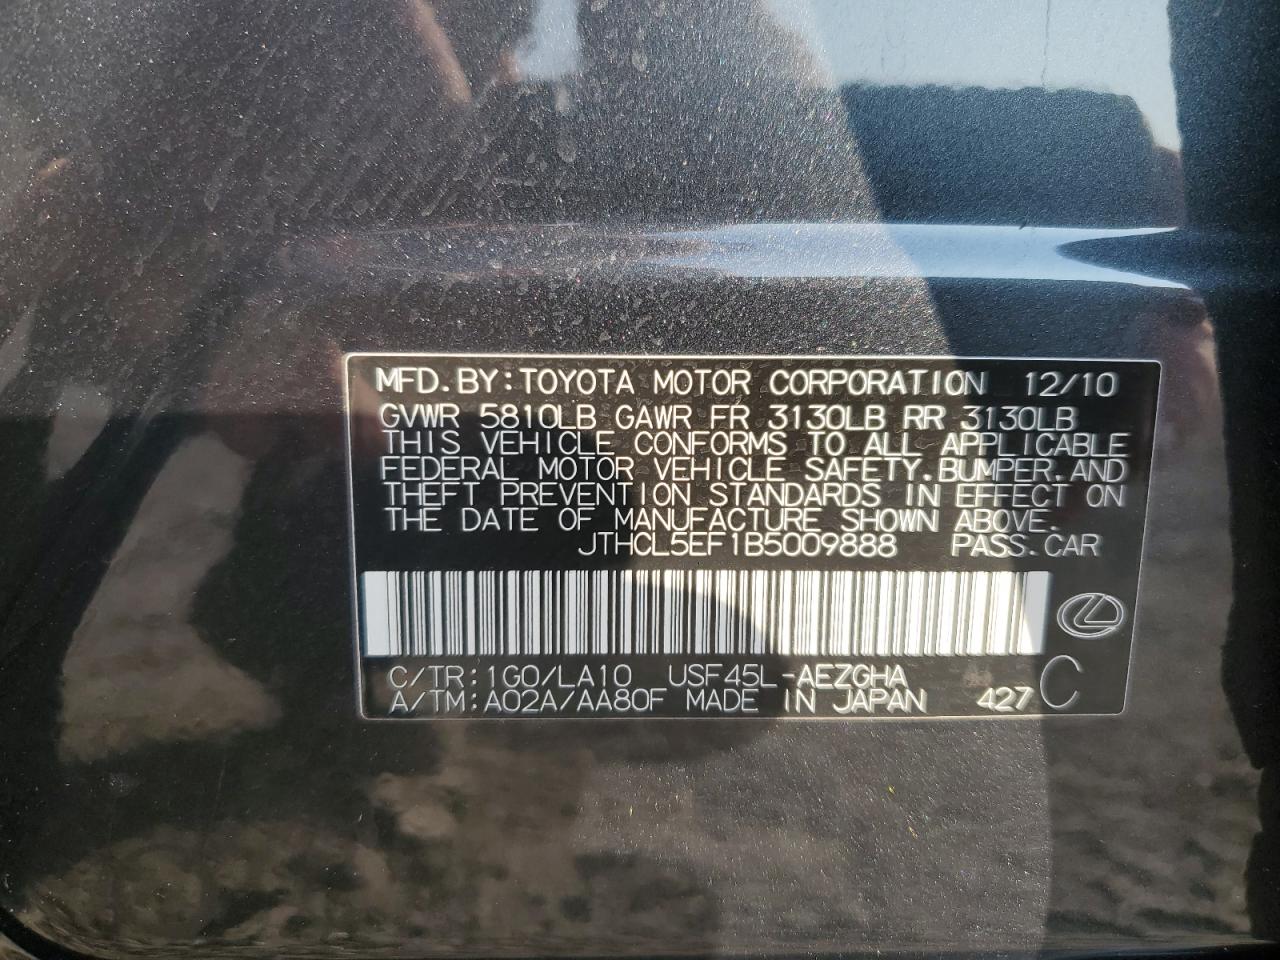 MFD.BY:TOYOTA MOTOR CORPORATION 12/10
GVWR 5810LB GAWR FR 3130LB RR 3130LB
THIS VEHICLE CONFORMS TO ALL APPLICABLE
FEDERAL MOTOR VEHICLE SAFETY.BUMPER.AND
THEFT PREVENTION STANDARDS IN EFFECT ON
THE DATE OF MANUFACTURE SHOWN ABOVE.
JTHCL5EF1B5009888 PASS.CAR
C/TR:1G0/LA10 USF45L-AEZGHA
A/TM:A02A/AA80F MADE IN JAPAN 427 C